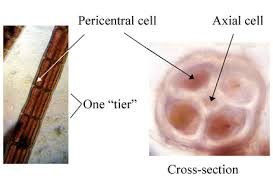 Pericentral cell
Axial cell
One “tier”
Cross-section